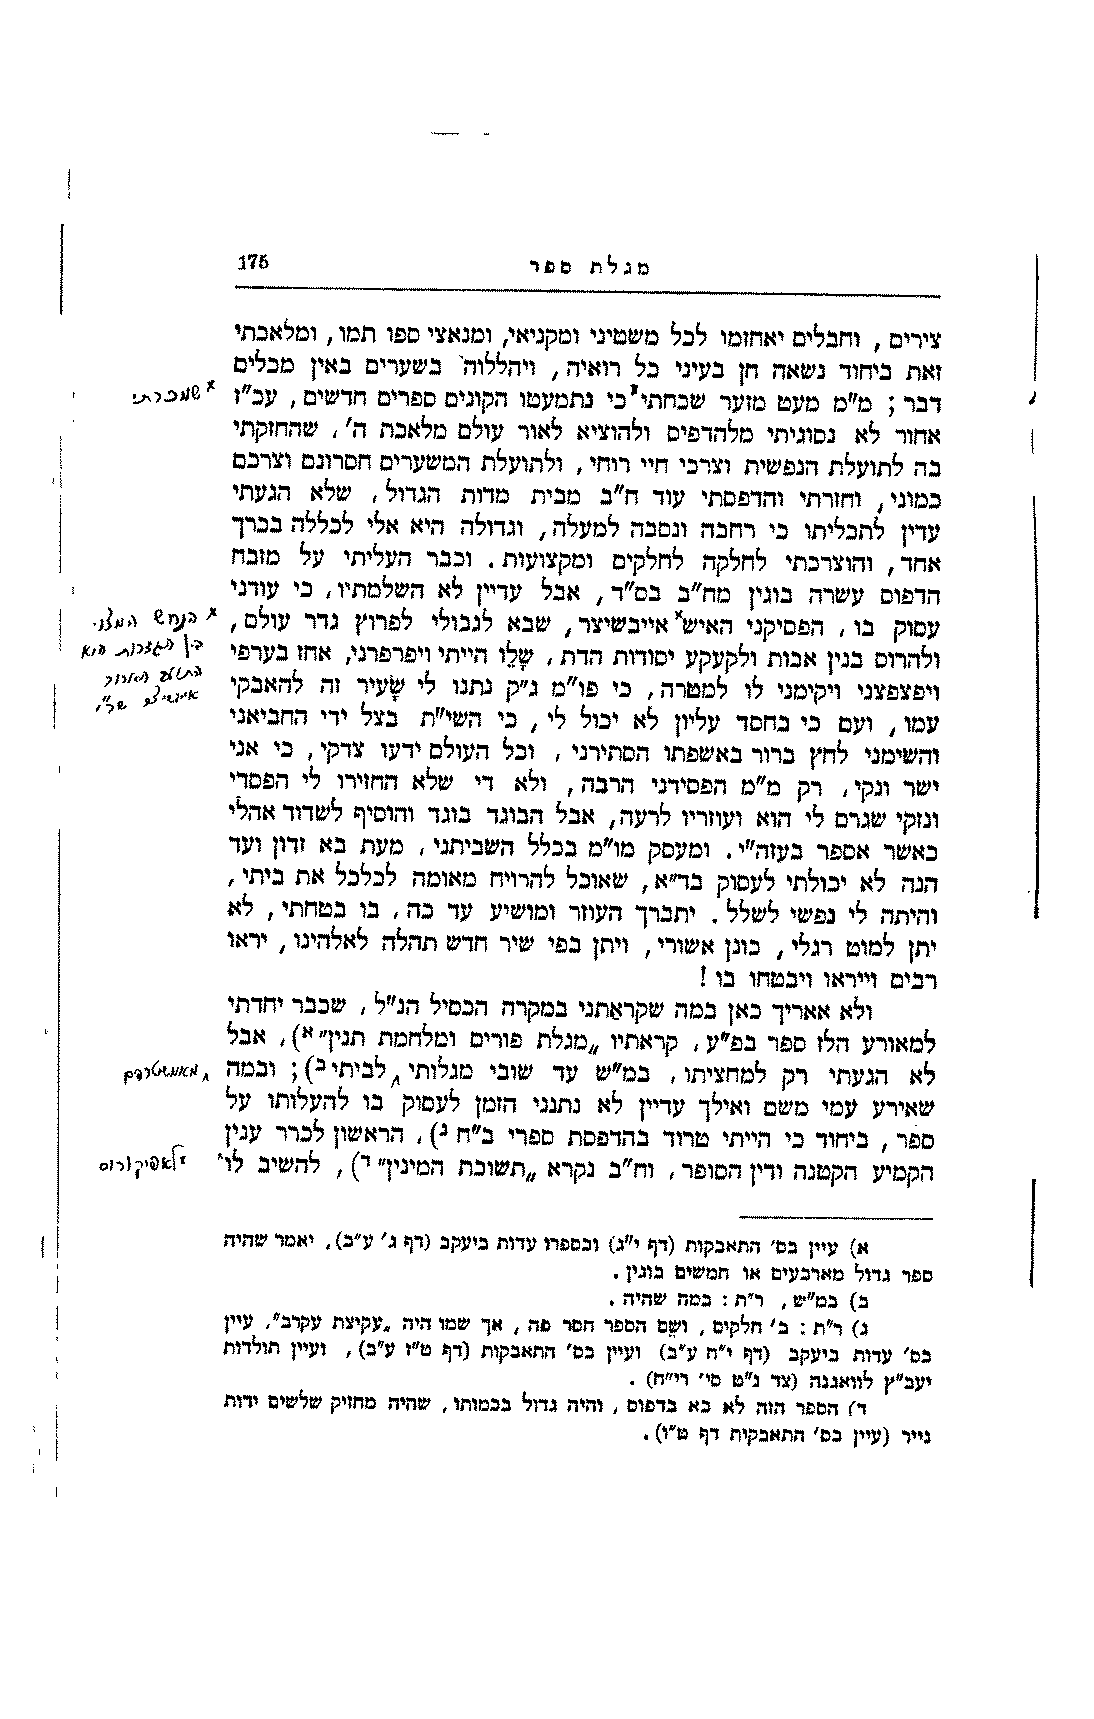 מגלת ספר 175
צירים, וחבלים יאחזמו לכל משטיני ומקניאי, ומנאצי ספו תמו, ומלאכתי
זאת ביחוד נשאה חן בעיני כל רואיה, ויהללוה בשערים באין מכלים
דבר; מ"מ מעט מזער שכחתי* כי נתמעטו הקונים ספרים חדשים, עכ"ז
* שמכרתי
אחור לא נסוגיתי מלהדפים ולהוציא לאור עולם מלאכת ה', שהחזקתי
בה לתועלת הנפשית וצרכי חיי רוחי, ולתועלת המשערים חסרונם וצרכם
כמוני, וחזרתי והדפסתי עוד ח"ב מבית מדות הגדול, שלא הגעתי
עדין לתכליתו כי רחבה ונסבה למעלה, וגדולה היא אלי לכללה בכרך
אחד, והוצרכתי לחלקה לחלקים ומקצועות. וכבר העליתי על מזבח
הדפוס עשרה בוגין מח"ב בס"ד, אבל עדיין לא השלמתיו, כי עודני
עסוק בו, הפסיקני האיש* אייבשיצר, שבא לגבולי לפרוץ גדר עולם,
* הנחש
ולהרוס בנין אבות ולקעקע יסודות הדת, שָלֵו הייתי ויפרפרני, אחז בערפי
ויפצפצני ויקימני לו למטרה, כי פו"מ ג"ק נתנו לי שָעיר זה להאבקי
עמו, ועם כי בחסד עליון לא יכול לי, כי השי"ת בצל ידי החביאני
והשימני לחץ ברור באשפתו הסתירני, וכל העולם ידעו צדקי, כי אני
ישר ונקי, רק מ"מ הפסידני הרבה, ולא די שלא החזירו לי הפסדי
ונזקי שגרם לי הוא ועוזריו לרעה, אבל הבוגד בוגד והוסיף לשדוד אהלי
כאשר אספר בעזה"י. ומעסק מו"מ בכלל השביתני, מעת בא זדון ועד
הנה לא יכולתי לעסוק בד"א, שאוכל להרויח מאומה לכלכל את ביתי,
והיתה לי נפשי לשלל. יתברך העוזר ומושיע עד כה, בו בטחתי, לא
יתן למוט רגלי, כונן אשורי, ויתן בפי שיר חדש תהלה לאלהינו, יראו
רבים וייראו ויבטחו בו!
ולא אאריך כאן במה שקראַתני במקרה הכסיל הנ"ל, שכבר יחדתי
למאורע הלז ספר בפ"ע, קראתיו „מגלת פורים ומלחמת תנין" א), אבל
לא הגעתי רק למחציתו, במ"ש עד שובי מגלותי ^ לביתי ב); ובמה
^ מאמשטרדם
שאירע עמי משם ואילך עדיין לא נתנני הזמן לעסוק בו להעלותו על
ספר, ביחוד כי הייתי טרוד בהדפסת ספרי ב"ח ג), הראשון לכרר ענין
הקמיע הקטנה ודין הסופר, וח"ב נקרא „תשובת המינין" ד), להשיב לו*
לאפיקורוס
א) עיין בס' התאבקות (דף י"ג) ובספרו עדות ביעקב (דף ג' ע"ב), יאמר שהיה
ספר גדול מארבעים או חמשים בוגין.
ב) במ"ש, ר"ת: במה שהיה.
ג) ר"ת: ב' חלקים, ושם הספר חסר פה, אך שמו היה „עקיצת עקרב", עיין
בס' עדות ביעקב (דף י"ח ע"ב) ועיין בס' התאבקות (דף ט"ז ע"ב), ועיין תולדות
יעב"ץ לוואגננה (צד נ"ט סי' רי"ח).
ד) הספר הזה לא בא בדפוס, והיה גדול בכמותו, שהיה מחזיק שלשים ידות
נייר (עיין בס' התאבקות דף ט"ו).